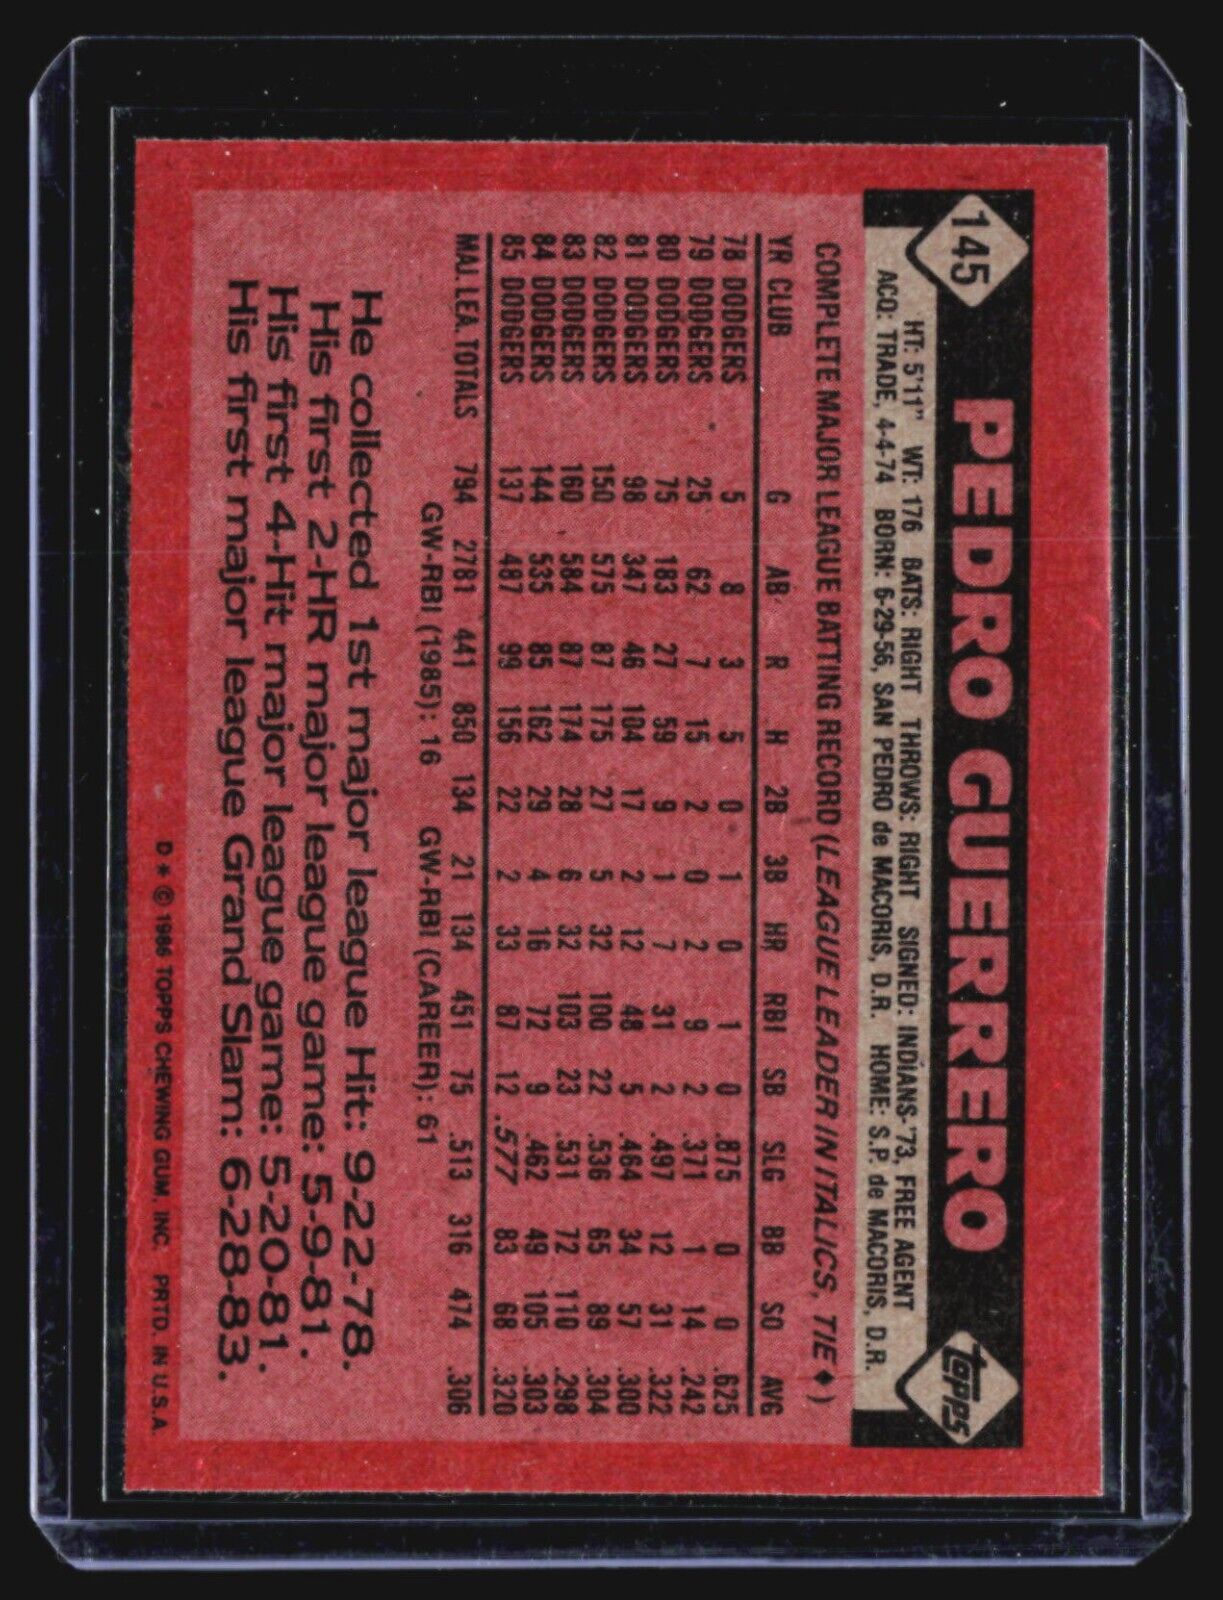 145 PEDRO GUERRERO topps
HT: 5'11" WT: 176 BATS: RIGHT THROWS: RIGHT SIGNED: INDIANS-'73, FREE AGENT
ACQ: TRADE, 4-4-74 BORN: 6-29-56, SAN PEDRO de MACORIS, D.R. HOME: S.P. de MACORIS, D.R.
COMPLETE MAJOR LEAGUE BATTING RECORD (LEAGUE LEADER IN ITALICS, TIE ♦)
YR CLUB G AB R H 2B 3B HR RBI SB SLG BB SO AVG
78 DODGERS 5 8 3 5 0 1 0 1 0 .875 0 0 .625
79 DODGERS 25 62 7 15 2 0 2 9 2 .371 1 14 .242
80 DODGERS 75 183 27 59 9 1 7 31 2 .497 12 31 .322
81 DODGERS 98 347 46 104 17 2 12 48 5 .464 34 57 .300
82 DODGERS 150 575 87 175 27 5 32 100 22 .536 65 89 .304
83 DODGERS 160 584 87 174 28 6 32 103 23 .531 72 110 .298
84 DODGERS 144 535 85 162 29 4 16 72 9 .462 49 105 .303
85 DODGERS 137 487 99 156 22 2 33 87 12 .577 83 68 .320
MAJ. LEA. TOTALS 794 2781 441 850 134 21 134 451 75 .513 316 474 .306
GW-RBI (1985): 16 GW-RBI (CAREER): 61
He collected 1st major league Hit: 9-22-78.
His first 2-HR major league game: 5-9-81.
His first 4-Hit major league game: 5-20-81.
His first major league Grand Slam: 6-28-83.
D * © 1986 TOPPS CHEWING GUM, INC. PRTD. IN U.S.A.